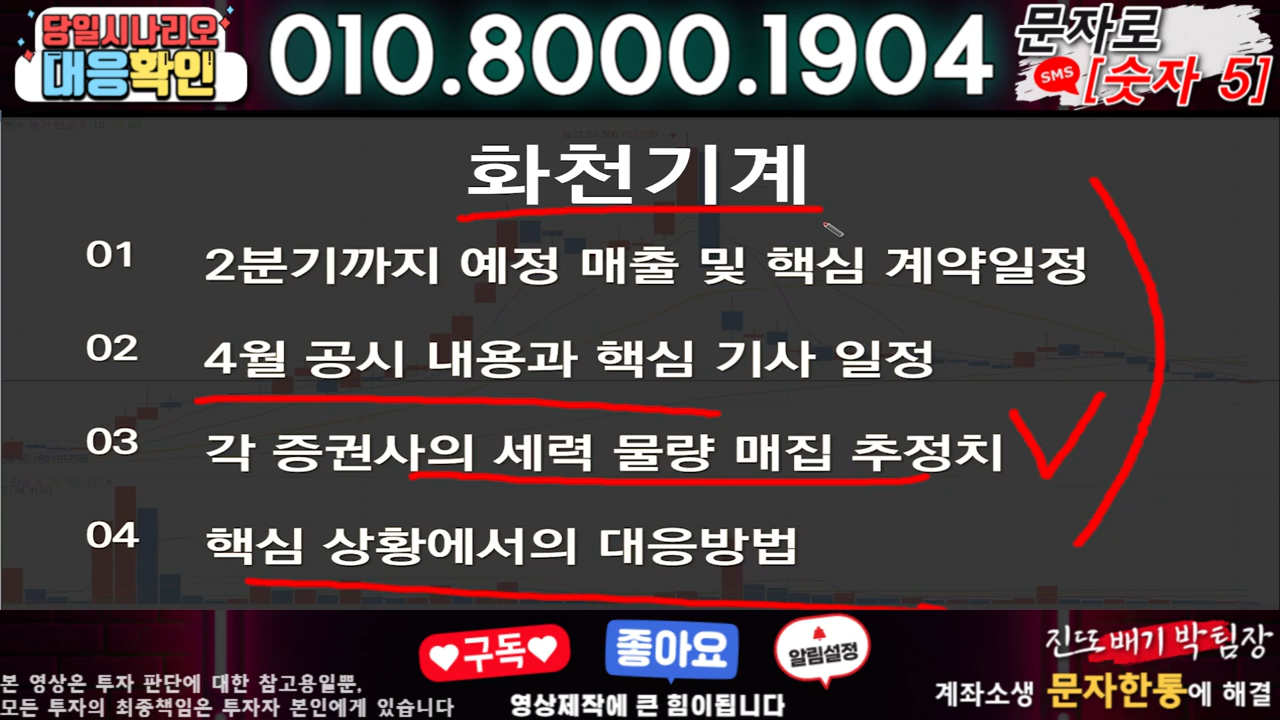 당일시나리오
대응확인
010.8000.1904
문자로
SMS [숫자 5]
화천기계
01 2분기까지 예정 매출 및 핵심 계약일정
02 4월 공시 내용과 핵심 기사 일정
03 각 증권사의 세력 물량 매집 추정치
04 핵심 상황에서의 대응방법
구독 좋아요 알림설정
영상제작에 큰 힘이됩니다
본 영상은 투자 판단에 대한 참고용일뿐,
모든 투자의 최종책임은 투자자 본인에게 있습니다
진또배기 박팀장
계좌소생 문자한통에 해결